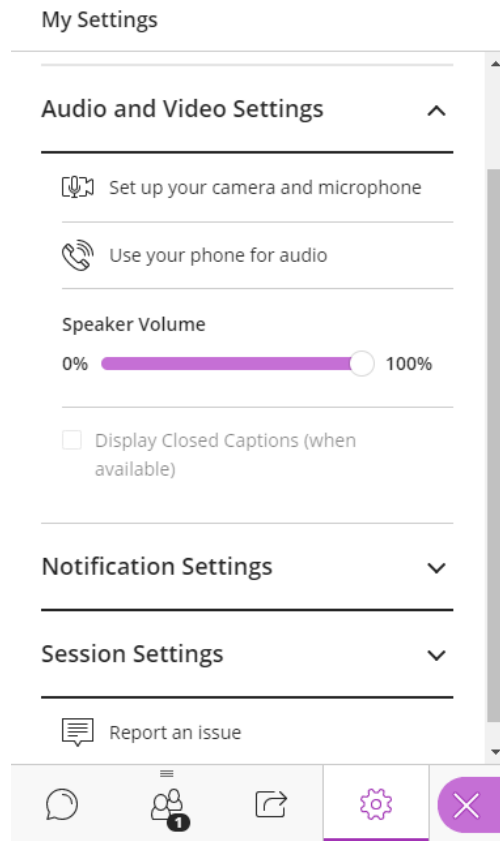 My Settings
Audio and Video Settings
Set up your camera and microphone
Use your phone for audio
Speaker Volume
0% 100%
Display Closed Captions (when
available)
Notification Settings
Session Settings
Report an issue
1